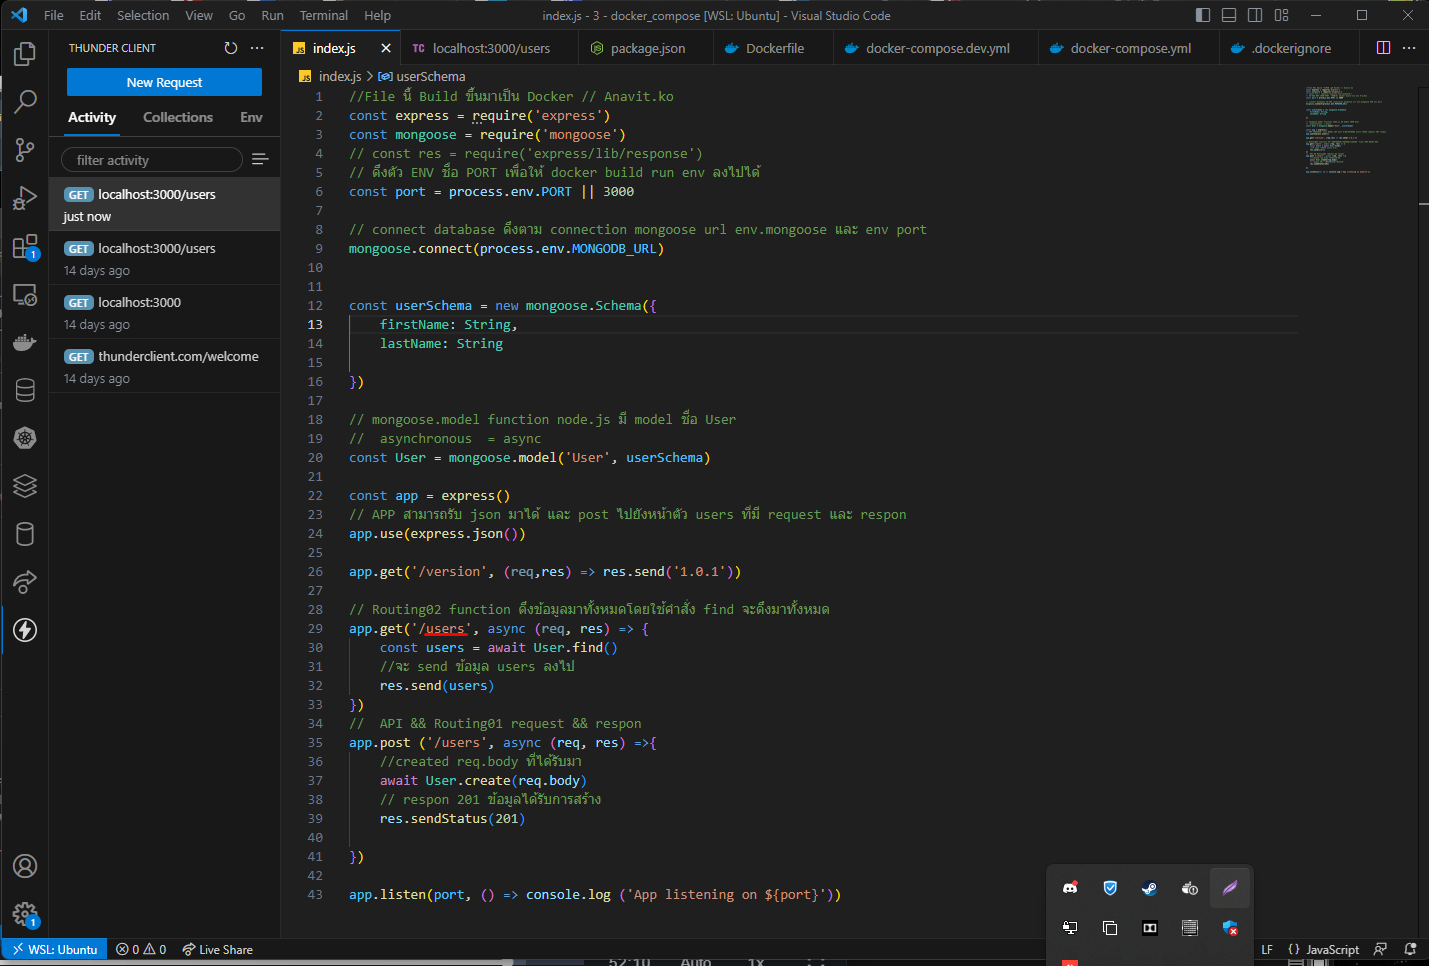 File Edit Selection View Go Run Terminal Help
index.js - 3 - docker_compose [WSL: Ubuntu] - Visual Studio Code
THUNDER CLIENT
New Request
Activity Collections Env
filter activity
GET localhost:3000/users
just now
GET localhost:3000/users
14 days ago
GET localhost:3000
14 days ago
GET thunderclient.com/welcome
14 days ago
JS index.js
TC localhost:3000/users
package.json
Dockerfile
docker-compose.dev.yml
docker-compose.yml
.dockerignore
JS index.js > userSchema
1 //File นี้ Build ขึ้นมาเป็น Docker // Anavit.ko
2 const express = require('express')
3 const mongoose = require('mongoose')
4 // const res = require('express/lib/response')
5 // ดึงตัว ENV ชื่อ PORT เพื่อให้ docker build run env ลงไปได้
6 const port = process.env.PORT || 3000
7
8 // connect database ดึงตาม connection mongoose url env.mongoose และ env port
9 mongoose.connect(process.env.MONGODB_URL)
10
11
12 const userSchema = new mongoose.Schema({
13 firstName: String,
14 lastName: String
15
16 })
17
18 // mongoose.model function node.js มี model ชื่อ User
19 // asynchronous = async
20 const User = mongoose.model('User', userSchema)
21
22 const app = express()
23 // APP สามารถรับ json มาได้ และ post ไปยังหน้าตัว users ที่มี request และ respon
24 app.use(express.json())
25
26 app.get('/version', (req,res) => res.send('1.0.1'))
27
28 // Routing02 function ดึงข้อมูลมาทั้งหมดโดยใช้คำสั่ง find จะดึงมาทั้งหมด
29 app.get('/users', async (req, res) => {
30 const users = await User.find()
31 //จะ send ข้อมูล users ลงไป
32 res.send(users)
33 })
34 // API && Routing01 request && respon
35 app.post ('/users', async (req, res) =>{
36 //created req.body ที่ได้รับมา
37 await User.create(req.body)
38 // respon 201 ข้อมูลได้รับการสร้าง
39 res.sendStatus(201)
40
41 })
42
43 app.listen(port, () => console.log ('App listening on ${port}'))
1
1
WSL: Ubuntu 0 0 Live Share
LF {} JavaScript
52:10 Auto 1x